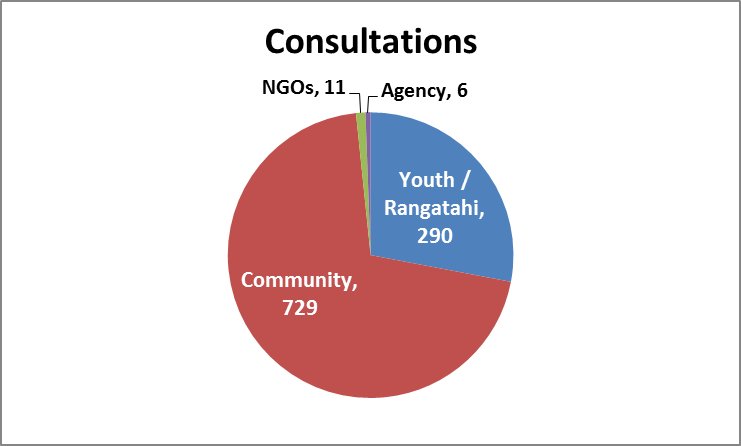 Consultations
NGOs, 11
Agency, 6
Youth /
Rangatahi,
290
Community,
729